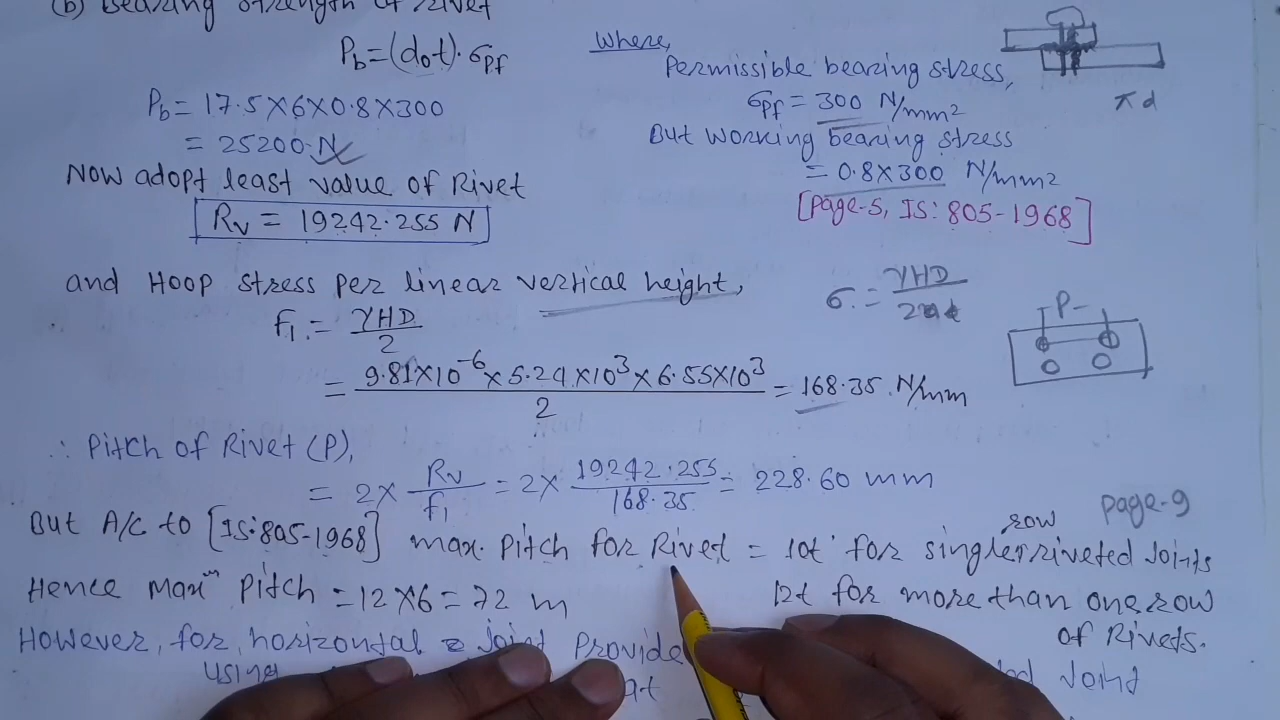 (b) Bearing strength of rivet
Pb = (do t) · σpf
Where,
Permissible bearing stress,
σpf = 300 N/mm2
πd
Pb = 17.5×6×0.8×300
= 25200 N
But working bearing stress
= 0.8×300 N/mm2
[Page-5, IS: 805-1968]
Now adopt least value of Rivet
Rv = 19242.255 N
and Hoop stress per linear vertical height,
σ = γHD / 2t
P-
f1 = γHD / 2
= 9.81×10-6 × 5.24×103 × 6.55×103 / 2 = 168.35 N/mm
∴ Pitch of Rivet (P),
= 2× Rv / f1 = 2× 19242.255 / 168.35 = 228.60 mm
Page-9
But A/C to [IS:805-1968] max. Pitch for Rivet = 10t for single row riveted Joints
Hence Maxm Pitch = 12×6 = 72 m
12t for more than one row
of Rivets.
However, for horizontal Joint Provide
using
at
Joint